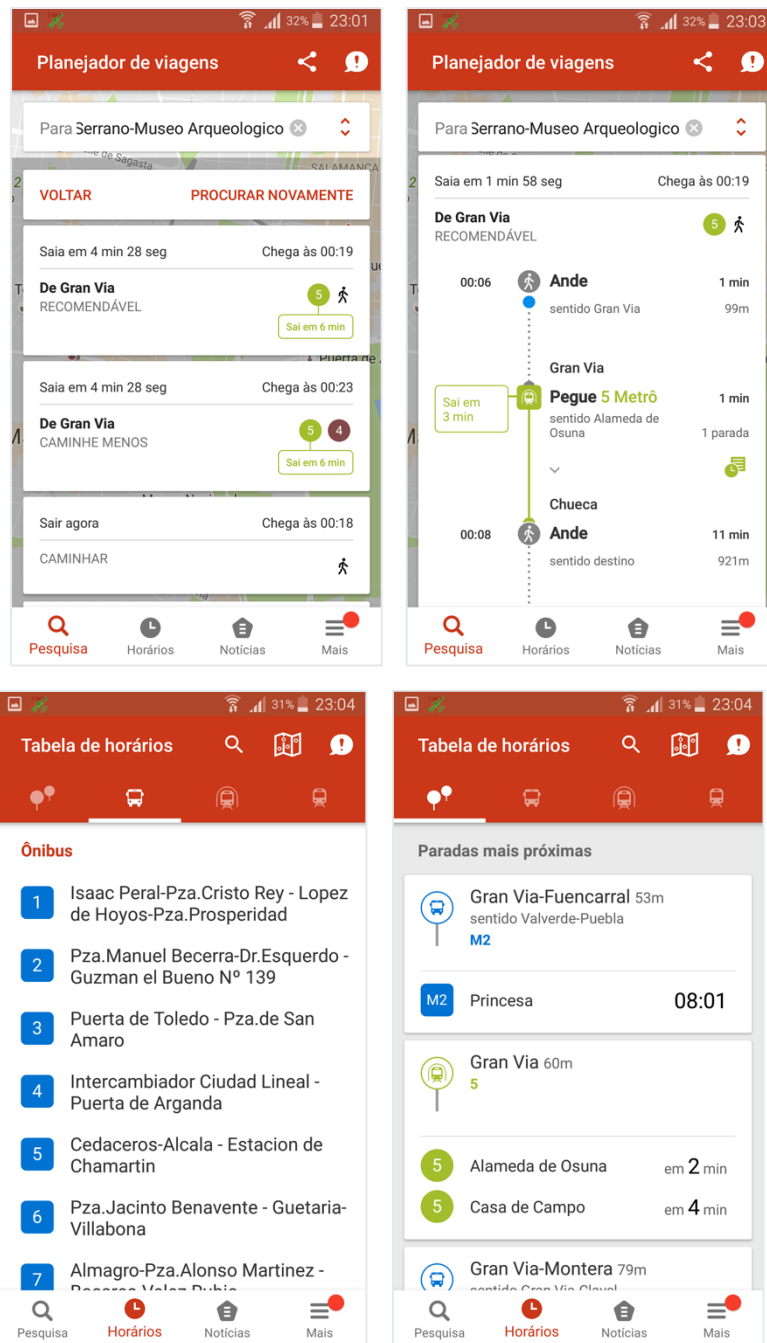 32% 23:01
Planejador de viagens
Para Serrano-Museo Arqueologico
de Sagasta
SALAMANCA
VOLTAR PROCURAR NOVAMENTE
Saia em 4 min 28 seg Chega às 00:19
De Gran Via 5
RECOMENDÁVEL
Sai em 6 min
Puerta de
Saia em 4 min 28 seg Chega às 00:23
De Gran Via 5 4
CAMINHE MENOS
Sai em 6 min
Sair agora Chega às 00:18
CAMINHAR
Pesquisa Horários Notícias Mais
32% 23:03
Planejador de viagens
Para Serrano-Museo Arqueologico
Saia em 1 min 58 seg Chega às 00:19
De Gran Via 5
RECOMENDÁVEL
00:06 Ande 1 min
sentido Gran Via 99m
Gran Via
Sai em
3 min
Pegue 5 Metrô 1 min
sentido Alameda de
Osuna 1 parada
Chueca
00:08 Ande 11 min
sentido destino 921m
Pesquisa Horários Notícias Mais
31% 23:04
Tabela de horários
Ônibus
1 Isaac Peral-Pza.Cristo Rey - Lopez
de Hoyos-Pza.Prosperidad
2 Pza.Manuel Becerra-Dr.Esquerdo -
Guzman el Bueno Nº 139
3 Puerta de Toledo - Pza.de San
Amaro
4 Intercambiador Ciudad Lineal -
Puerta de Arganda
5 Cedaceros-Alcala - Estacion de
Chamartin
6 Pza.Jacinto Benavente - Guetaria-
Villabona
7 Almagro-Pza.Alonso Martinez -
Pesquisa Horários Notícias Mais
31% 23:04
Tabela de horários
Paradas mais próximas
Gran Via-Fuencarral 53m
sentido Valverde-Puebla
M2
M2 Princesa 08:01
Gran Via 60m
5
5 Alameda de Osuna em 2 min
5 Casa de Campo em 4 min
Gran Via-Montera 79m
sentido Gran Via-Clavel
Pesquisa Horários Notícias Mais